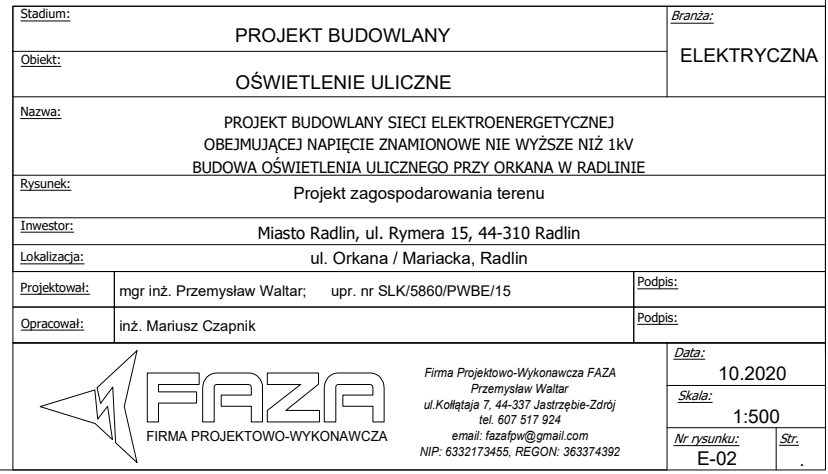 Stadium:
PROJEKT BUDOWLANY
Branża:
ELEKTRYCZNA
Obiekt:
OŚWIETLENIE ULICZNE
Nazwa:
PROJEKT BUDOWLANY SIECI ELEKTROENERGETYCZNEJ
OBEJMUJĄCEJ NAPIĘCIE ZNAMIONOWE NIE WYŻSZE NIŻ 1kV
BUDOWA OŚWIETLENIA ULICZNEGO PRZY ORKANA W RADLINIE
Rysunek:
Projekt zagospodarowania terenu
Inwestor:
Miasto Radlin, ul. Rymera 15, 44-310 Radlin
Lokalizacja:
ul. Orkana / Mariacka, Radlin
Projektował:
mgr inż. Przemysław Waltar; upr. nr SLK/5860/PWBE/15
Podpis:
Opracował:
inż. Mariusz Czapnik
Podpis:
FAZA
FIRMA PROJEKTOWO-WYKONAWCZA
Firma Projektowo-Wykonawcza FAZA
Przemysław Waltar
ul.Kołłątaja 7, 44-337 Jastrzębie-Zdrój
tel. 607 517 924
email: fazafpw@gmail.com
NIP: 6332173455, REGON: 363374392
Data:
10.2020
Skala:
1:500
Nr rysunku:
E-02
Str.
.